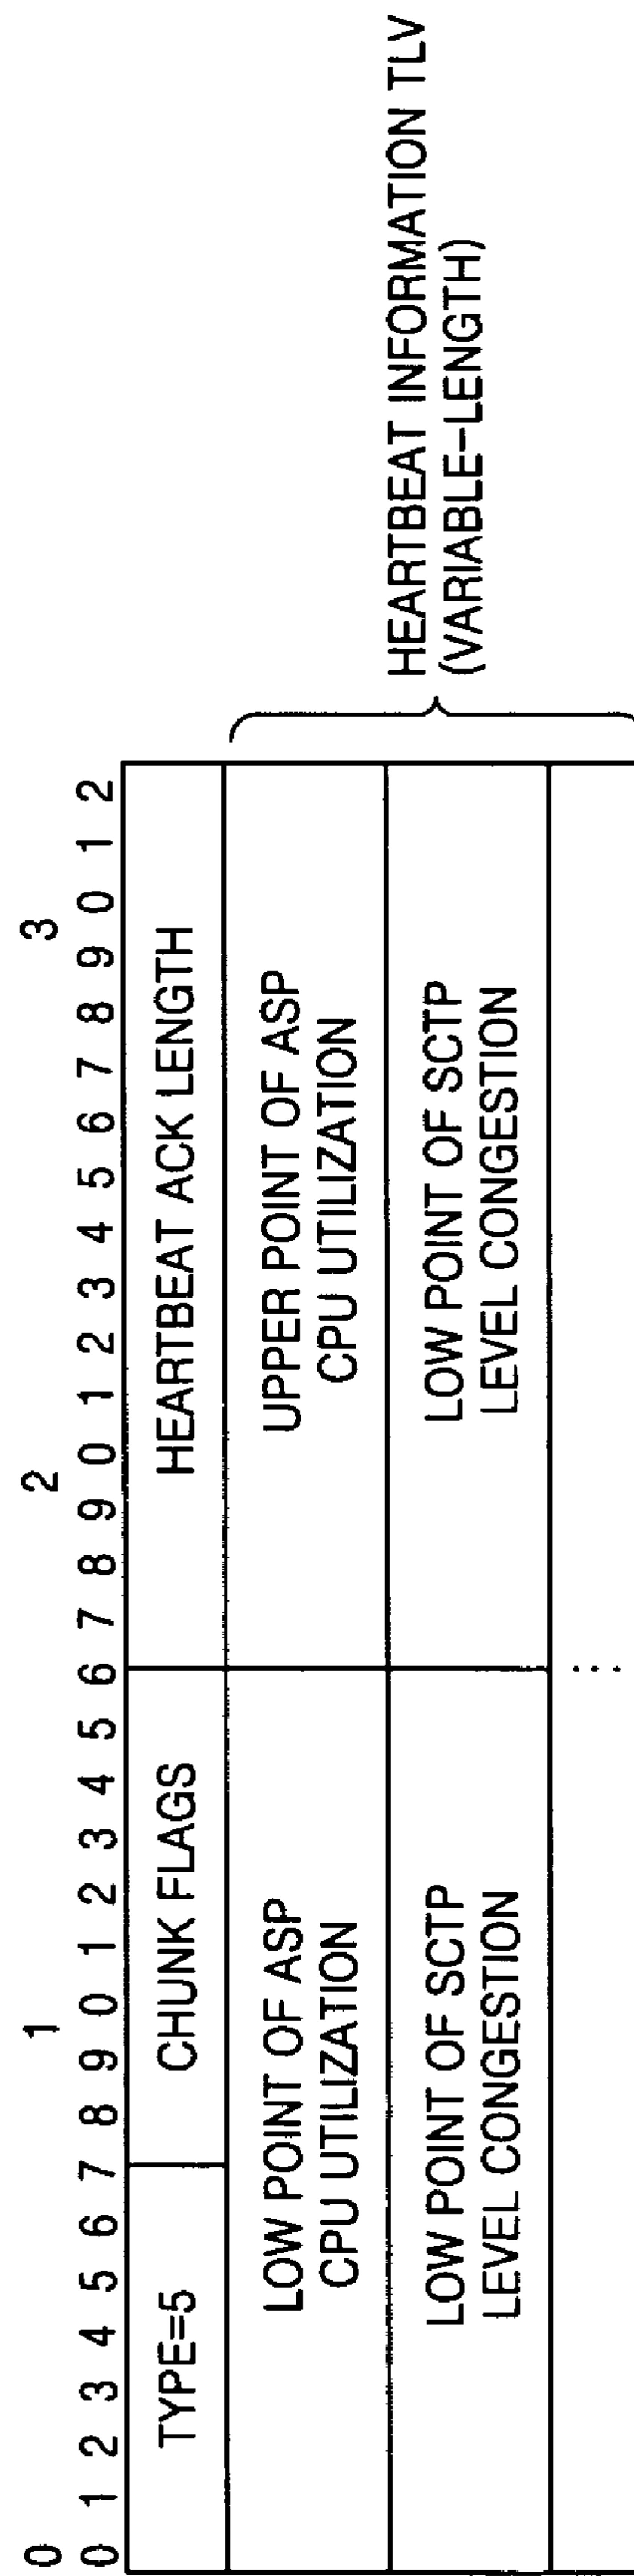 0 1 2 3
0 1 2 3 4 5 6 7 8 9 0 1 2 3 4 5 6 7 8 9 0 1 2 3 4 5 6 7 8 9 0 1 2
TYPE=5 CHUNK FLAGS HEARTBEAT ACK LENGTH
LOW POINT OF ASP
CPU UTILIZATION
UPPER POINT OF ASP
CPU UTILIZATION
LOW POINT OF SCTP
LEVEL CONGESTION
LOW POINT OF SCTP
LEVEL CONGESTION
...
HEARTBEAT INFORMATION TLV
(VARIABLE-LENGTH)